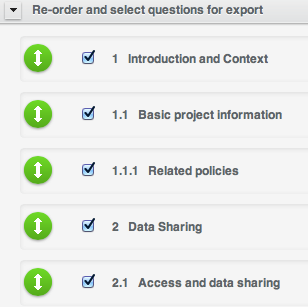 Re-order and select questions for export
1 Introduction and Context
1.1 Basic project information
1.1.1 Related policies
2 Data Sharing
2.1 Access and data sharing